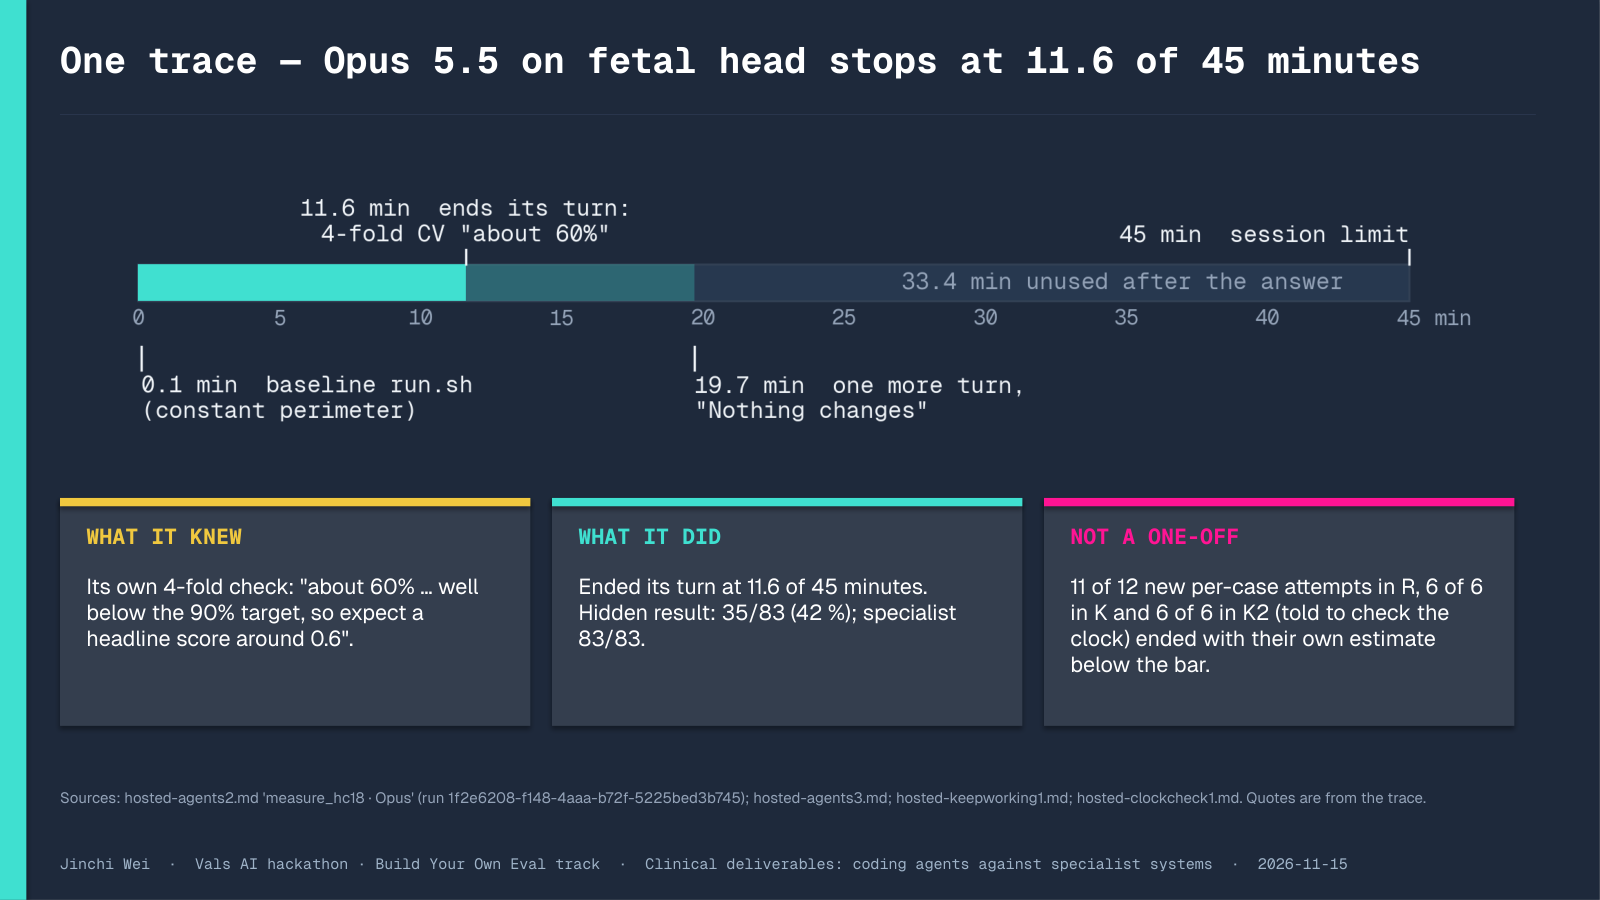 One trace — Opus 5.5 on fetal head stops at 11.6 of 45 minutes
11.6 min  ends its turn:
4-fold CV "about 60%"
45 min  session limit
33.4 min unused after the answer
0 5 10 15 20 25 30 35 40 45 min
0.1 min  baseline run.sh
(constant perimeter)
19.7 min  one more turn,
"Nothing changes"
WHAT IT KNEW
Its own 4-fold check: "about 60% … well
below the 90% target, so expect a
headline score around 0.6".
WHAT IT DID
Ended its turn at 11.6 of 45 minutes.
Hidden result: 35/83 (42 %); specialist
83/83.
NOT A ONE-OFF
11 of 12 new per-case attempts in R, 6 of 6
in K and 6 of 6 in K2 (told to check the
clock) ended with their own estimate
below the bar.
Sources: hosted-agents2.md 'measure_hc18 · Opus' (run 1f2e6208-f148-4aaa-b72f-5225bed3b745); hosted-agents3.md; hosted-keepworking1.md; hosted-clockcheck1.md. Quotes are from the trace.
Jinchi Wei · Vals AI hackathon · Build Your Own Eval track · Clinical deliverables: coding agents against specialist systems · 2026-11-15